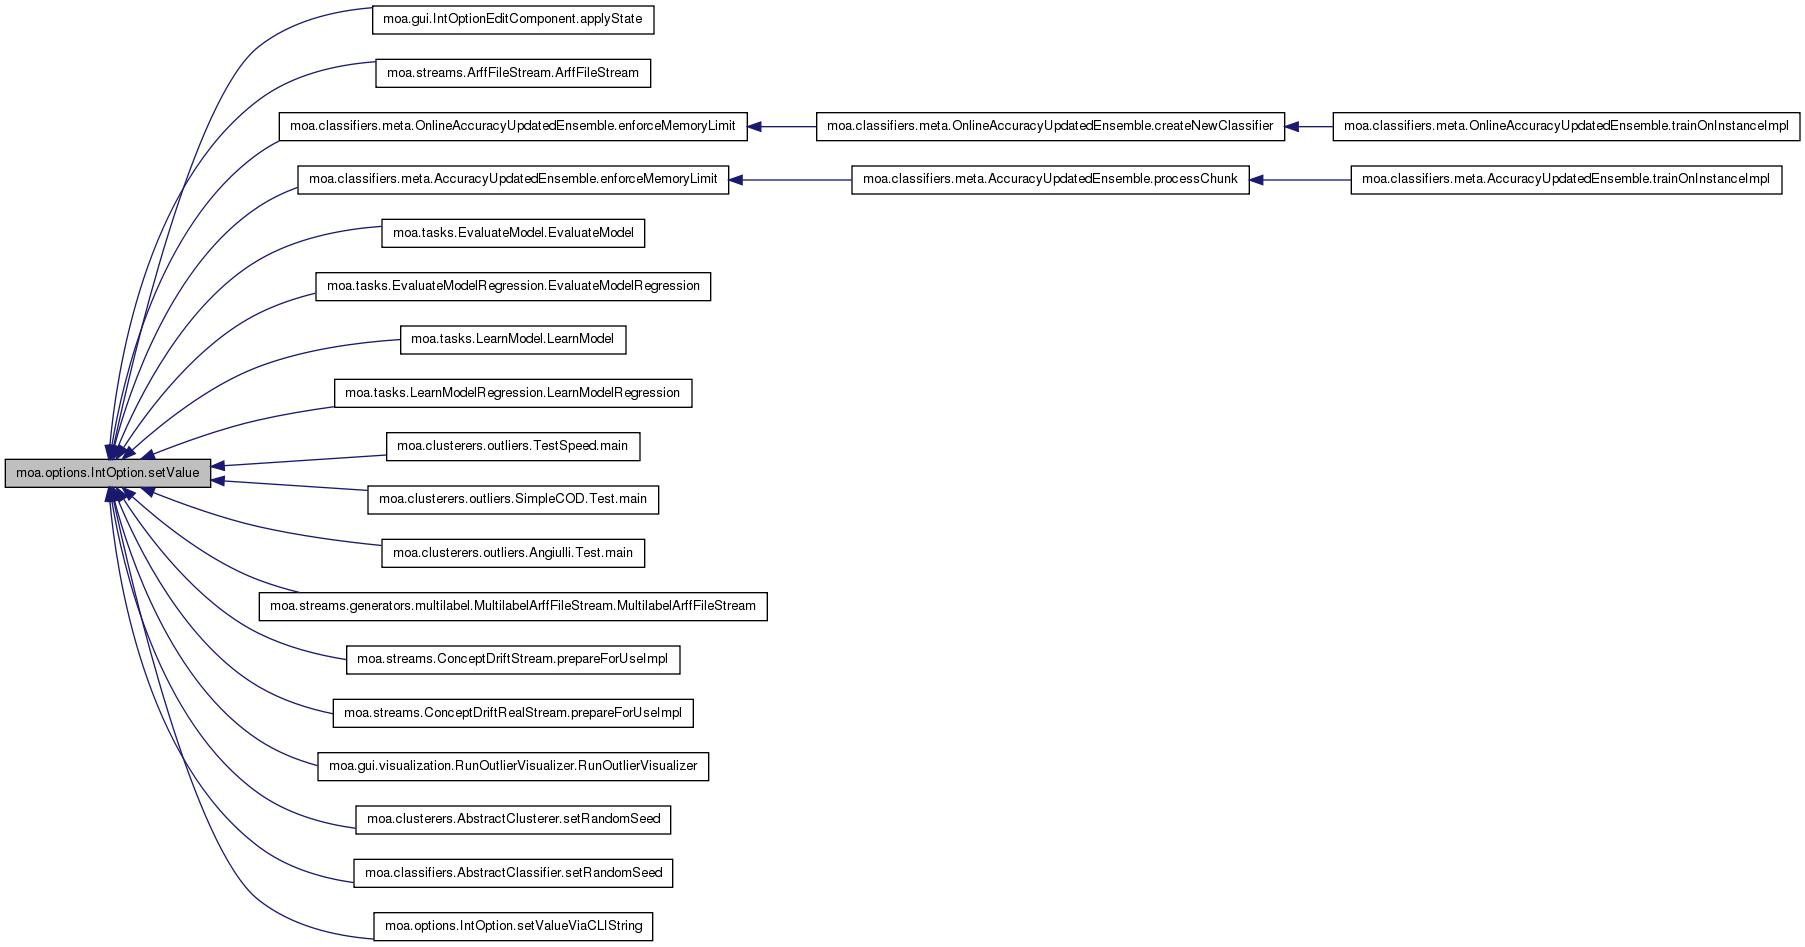 moa.gui.IntOptionEditComponent.applyState
moa.streams.ArffFileStream.ArffFileStream
moa.classifiers.meta.OnlineAccuracyUpdatedEnsemble.enforceMemoryLimit
moa.classifiers.meta.OnlineAccuracyUpdatedEnsemble.createNewClassifier
moa.classifiers.meta.OnlineAccuracyUpdatedEnsemble.trainOnInstanceImpl
moa.classifiers.meta.AccuracyUpdatedEnsemble.enforceMemoryLimit
moa.classifiers.meta.AccuracyUpdatedEnsemble.processChunk
moa.classifiers.meta.AccuracyUpdatedEnsemble.trainOnInstanceImpl
moa.tasks.EvaluateModel.EvaluateModel
moa.tasks.EvaluateModelRegression.EvaluateModelRegression
moa.tasks.LearnModel.LearnModel
moa.tasks.LearnModelRegression.LearnModelRegression
moa.clusterers.outliers.TestSpeed.main
moa.options.IntOption.setValue
moa.clusterers.outliers.SimpleCOD.Test.main
moa.clusterers.outliers.Angiulli.Test.main
moa.streams.generators.multilabel.MultilabelArffFileStream.MultilabelArffFileStream
moa.streams.ConceptDriftStream.prepareForUseImpl
moa.streams.ConceptDriftRealStream.prepareForUseImpl
moa.gui.visualization.RunOutlierVisualizer.RunOutlierVisualizer
moa.clusterers.AbstractClusterer.setRandomSeed
moa.classifiers.AbstractClassifier.setRandomSeed
moa.options.IntOption.setValueViaCLIString